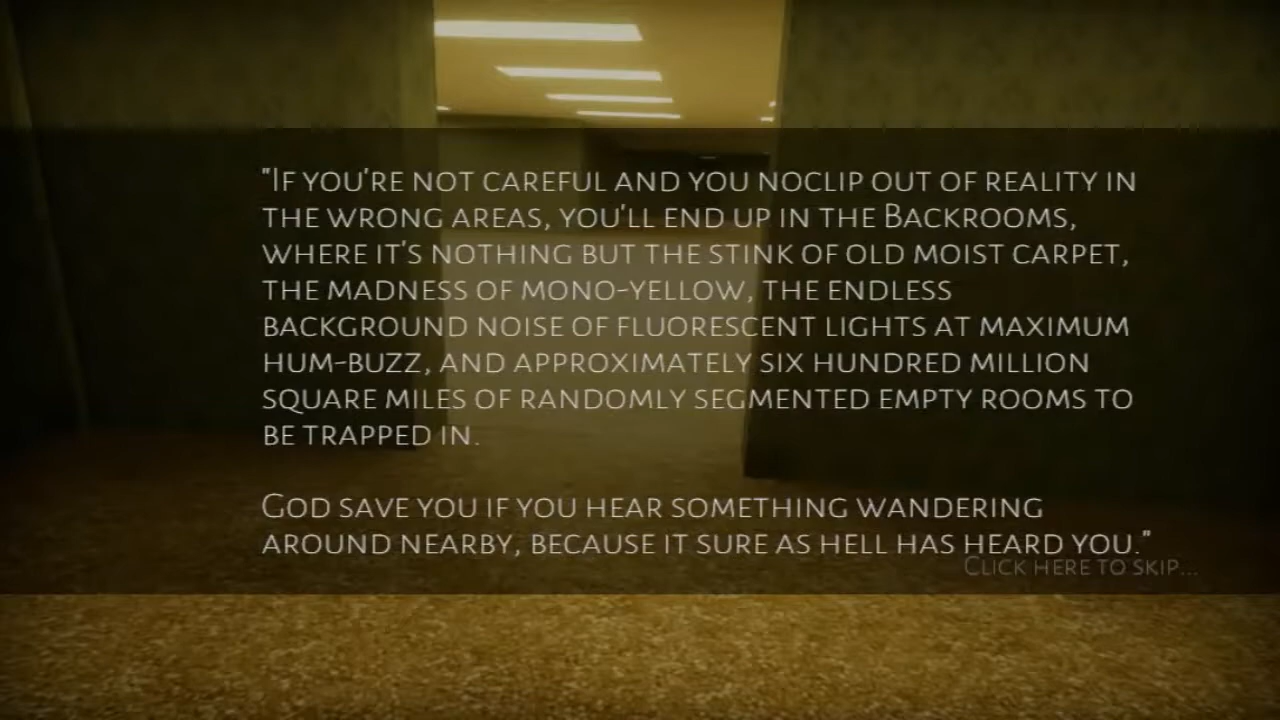 "If you're not careful and you noclip out of reality in
the wrong areas, you'll end up in the Backrooms,
where it's nothing but the stink of old moist carpet,
the madness of mono-yellow, the endless
background noise of fluorescent lights at maximum
hum-buzz, and approximately six hundred million
square miles of randomly segmented empty rooms to
be trapped in.
God save you if you hear something wandering
around nearby, because it sure as hell has heard you."
Click here to skip...